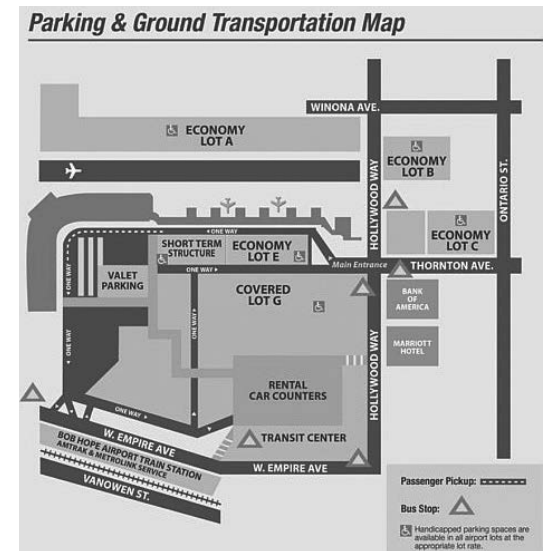 Parking & Ground Transportation Map
WINONA AVE.
ECONOMY
LOT A
ECONOMY
LOT B
HOLLYWOOD WAY
ONTARIO ST.
ECONOMY
LOT C
ONE WAY
SHORT TERM
STRUCTURE
ECONOMY
LOT E
Main Entrance
THORNTON AVE.
ONE WAY
ONE WAY
VALET
PARKING
COVERED
LOT G
BANK
OF
AMERICA
ONE WAY
ONE WAY
MARRIOTT
HOTEL
HOLLYWOOD WAY
RENTAL
CAR COUNTERS
ONE WAY
W. EMPIRE AVE
TRANSIT CENTER
BOB HOPE AIRPORT TRAIN STATION
AMTRAK & METROLINK SERVICE
W. EMPIRE AVE
VANOWEN ST.
Passenger Pickup:
Bus Stop:
Handicapped parking spaces are
available in all airport lots at the
appropriate lot rate.